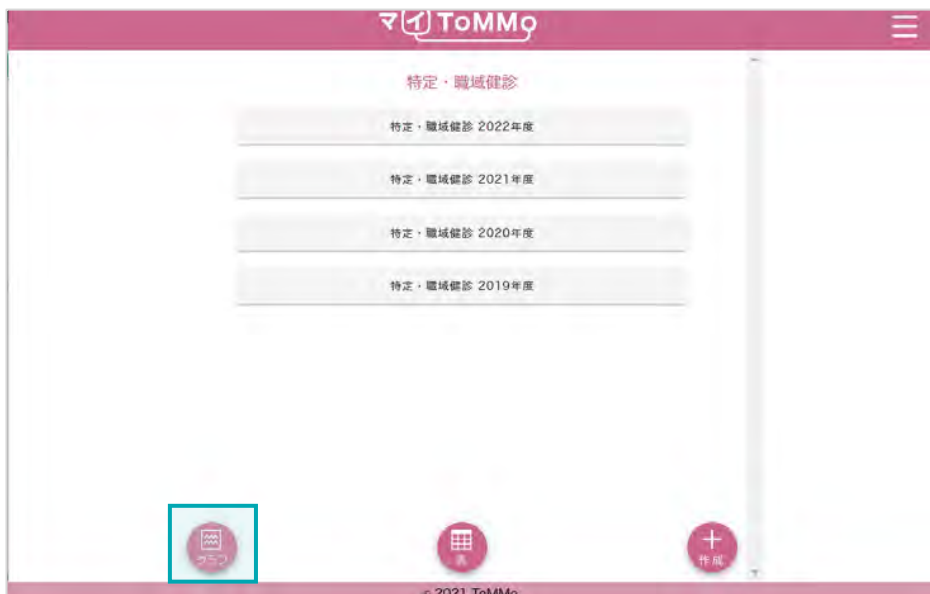 マイToMMo
特定・職域健診
特定・職域健診 2022年度
特定・職域健診 2021年度
特定・職域健診 2020年度
特定・職域健診 2019年度
グラフ
表
作成
© 2021 ToMMo